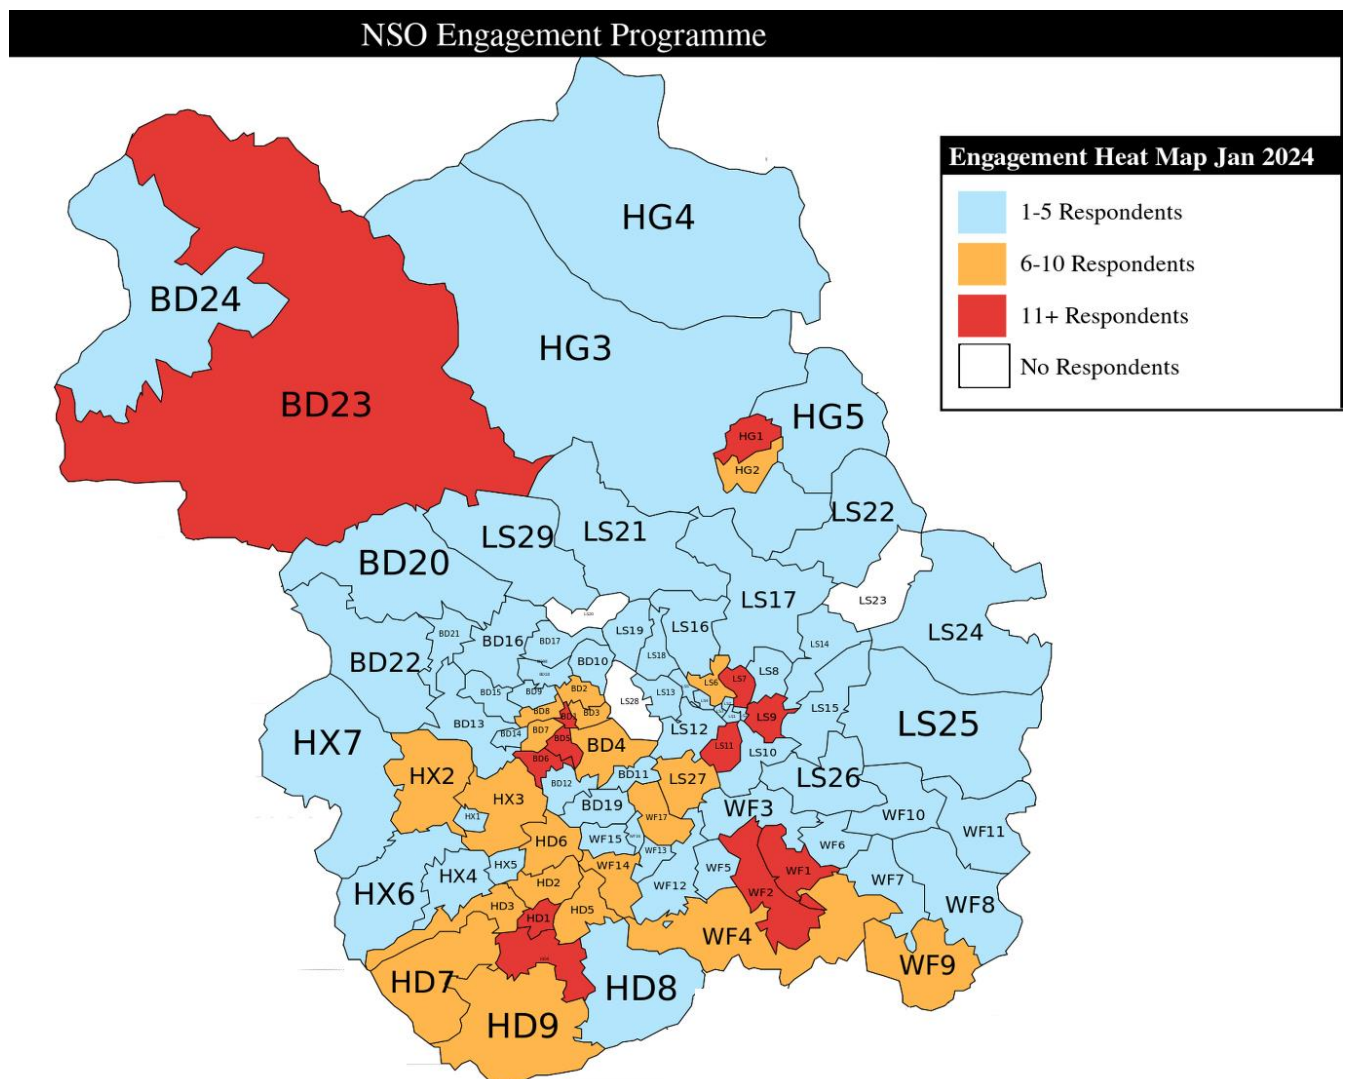 NSO Engagement Programme
Engagement Heat Map Jan 2024
1-5 Respondents
6-10 Respondents
11+ Respondents
No Respondents
HG4
BD24
HG3
BD23
HG5
HG1
HG2
LS22
LS29
LS21
BD20
LS17
LS23
LS24
LS19
LS16
BD21
BD16
BD17
LS14
LS18
BD22
BD10
LS8
LS7
LS6
BD15
BD9
BD2
LS13
LS28
LS15
BD8
BD1
BD3
LS9
BD13
BD14
BD7
BD5
BD4
LS12
LS11
LS10
LS25
HX7
BD6
HX2
BD12
BD11
LS27
LS26
HX3
BD19
WF3
WF10
HX1
WF17
WF11
HD6
WF15
WF13
WF6
HX5
WF14
WF5
WF1
HX4
HD2
WF12
WF2
WF7
HX6
HD3
HD1
HD5
WF8
WF4
WF9
HD7
HD8
HD9